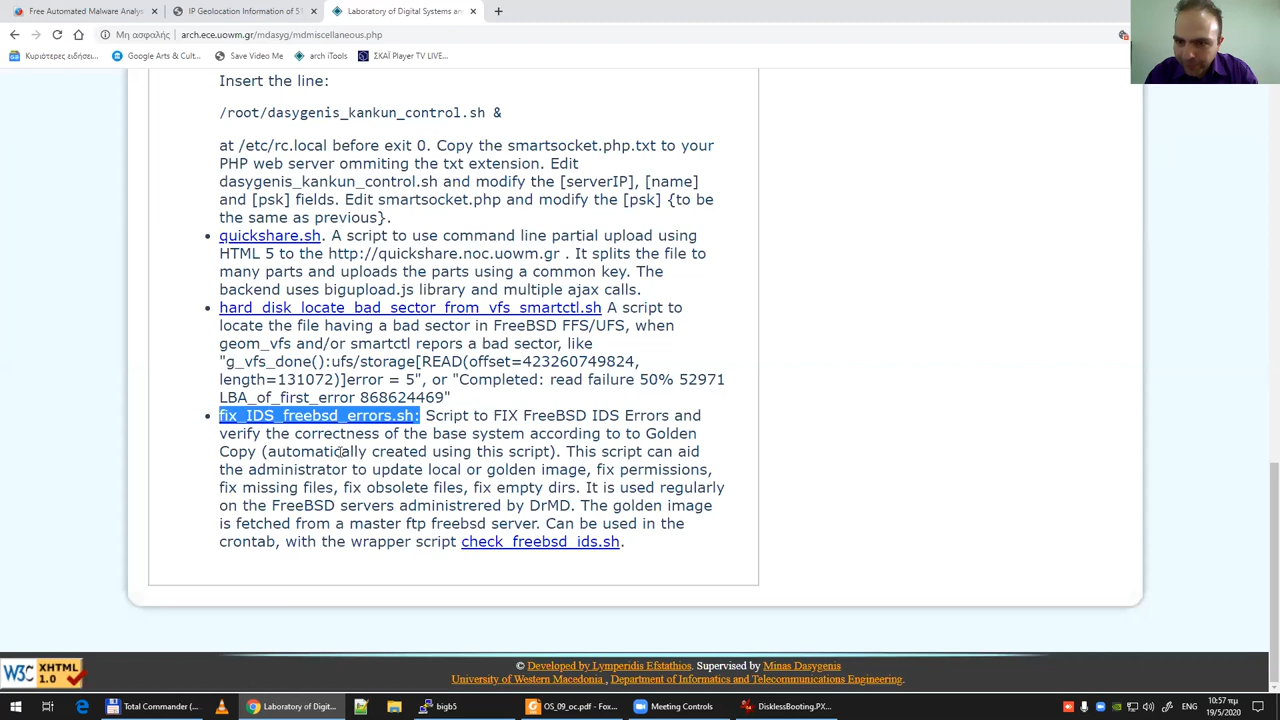 Free Automated Malware Analys
IP Geolocation Information of 51
Laboratory of Digital Systems and
Μη ασφαλής
arch.ece.uowm.gr/mdasyg/mdmiscellaneous.php
Κυριότερες ειδήσει...
Google Arts & Cult...
Save Video Me
arch iTools
ΣΚΑΪ Player TV LIVE...
Insert the line:
/root/dasygenis_kankun_control.sh &
at /etc/rc.local before exit 0. Copy the smartsocket.php.txt to your
PHP web server ommiting the txt extension. Edit
dasygenis_kankun_control.sh and modify the [serverIP], [name]
and [psk] fields. Edit smartsocket.php and modify the [psk] {to be
the same as previous}.
quickshare.sh. A script to use command line partial upload using
HTML 5 to the http://quickshare.noc.uowm.gr . It splits the file to
many parts and uploads the parts using a common key. The
backend uses bigupload.js library and multiple ajax calls.
hard_disk_locate_bad_sector_from_vfs_smartctl.sh A script to
locate the file having a bad sector in FreeBSD FFS/UFS, when
geom_vfs and/or smartctl repors a bad sector, like
"g_vfs_done():ufs/storage[READ(offset=423260749824,
length=131072)]error = 5", or "Completed: read failure 50% 52971
LBA_of_first_error 868624469"
fix_IDS_freebsd_errors.sh: Script to FIX FreeBSD IDS Errors and
verify the correctness of the base system according to to Golden
Copy (automatically created using this script). This script can aid
the administrator to update local or golden image, fix permissions,
fix missing files, fix obsolete files, fix empty dirs. It is used regularly
on the FreeBSD servers administrered by DrMD. The golden image
is fetched from a master ftp freebsd server. Can be used in the
crontab, with the wrapper script check_freebsd_ids.sh.
W3C XHTML 1.0
© Developed by Lymperidis Efstathios. Supervised by Minas Dasygenis
University of Western Macedonia , Department of Informatics and Telecommunications Engineering.
Total Commander (...
Laboratory of Digit...
bigb5
OS_09_oc.pdf - Fox...
Meeting Controls
DisklessBooting.PX...
ENG
10:57 πμ
19/5/2020